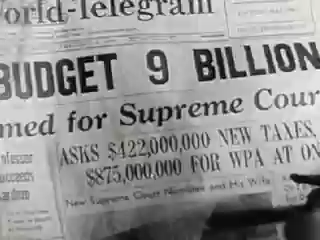 World-Telegram
BUDGET 9 BILLION
med for Supreme Cour
ASKS $422,000,000 NEW TAXES,
$875,000,000 FOR WPA AT ON
New Supreme Court Nominee and His Wife